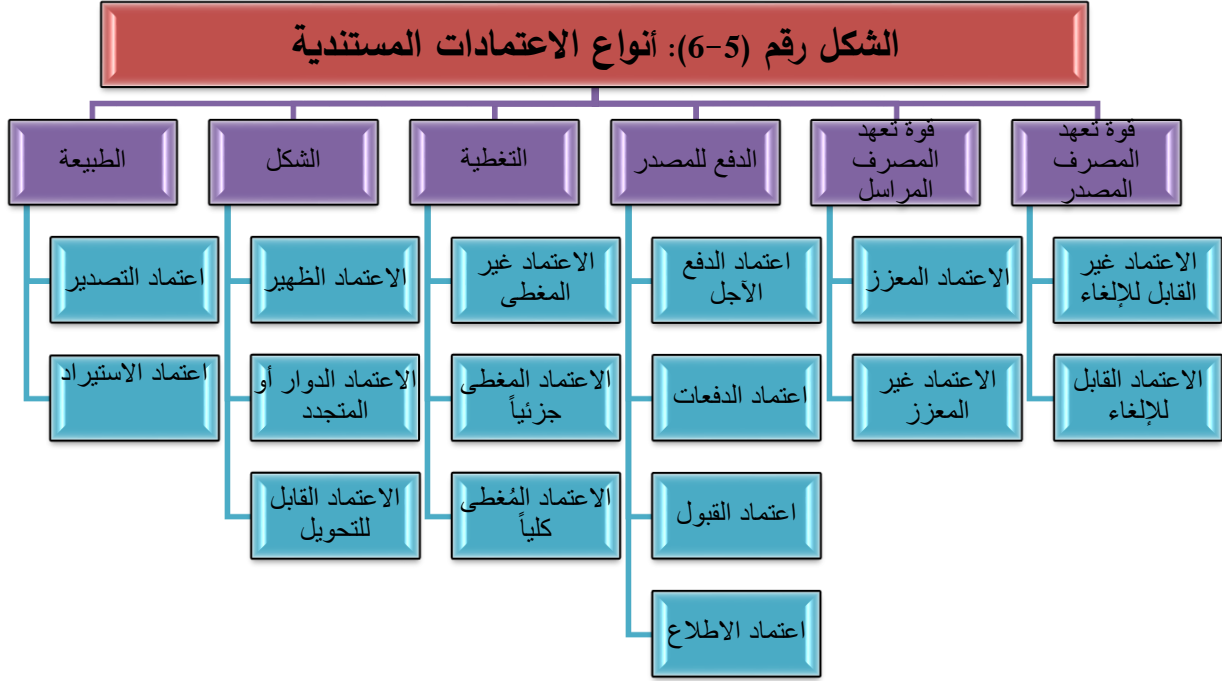 الشكل رقم (5-6): أنواع الاعتمادات المستندية
قوة تعهد
المصرف
المصدر
الاعتماد غير
القابل للإلغاء
الاعتماد القابل
للإلغاء
قوة تعهد
المصرف
المراسل
الاعتماد المعزز
الاعتماد غير
المعزز
الدفع للمصدر
اعتماد الدفع
الآجل
اعتماد الدفعات
اعتماد القبول
اعتماد الاطلاع
التغطية
الاعتماد غير
المغطى
الاعتماد المغطى
جزئياً
الاعتماد المُغطى
كلياً
الشكل
الاعتماد الظهير
الاعتماد الدوار أو
المتجدد
الاعتماد القابل
للتحويل
الطبيعة
اعتماد التصدير
اعتماد الاستيراد